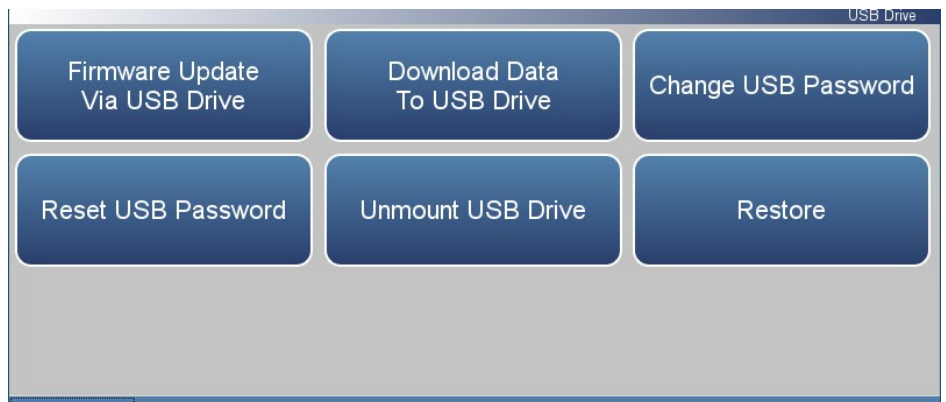 USB Drive
Firmware Update
Via USB Drive
Download Data
To USB Drive
Change USB Password
Reset USB Password
Unmount USB Drive
Restore